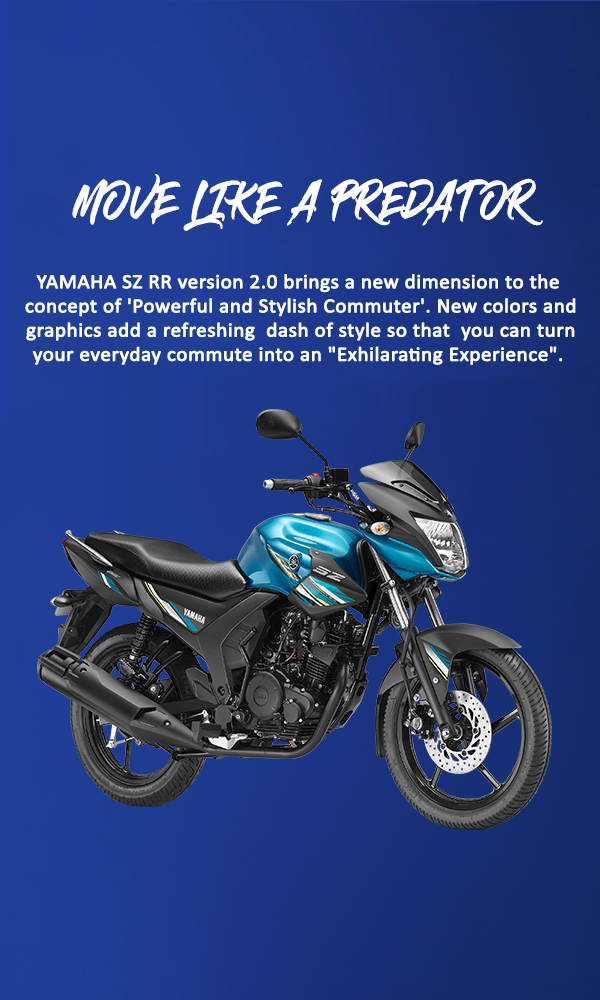 MOVE LIKE A PREDATOR
YAMAHA SZ RR version 2.0 brings a new dimension to the
concept of 'Powerful and Stylish Commuter'. New colors and
graphics add a refreshing dash of style so that you can turn
your everyday commute into an "Exhilarating Experience".
SZ
YAMAHA